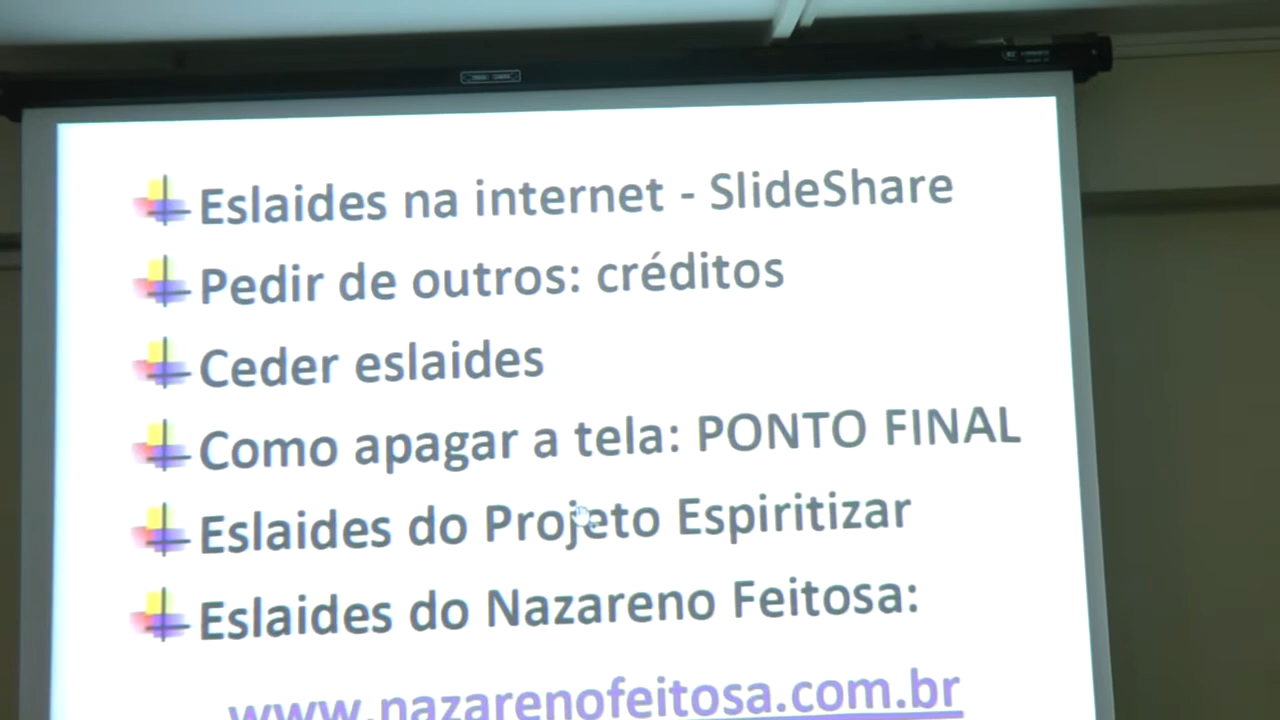 Eslaides na internet - SlideShare
Pedir de outros: créditos
Ceder eslaides
Como apagar a tela: PONTO FINAL
Eslaides do Projeto Espiritizar
Eslaides do Nazareno Feitosa:
www.nazarenofeitosa.com.br